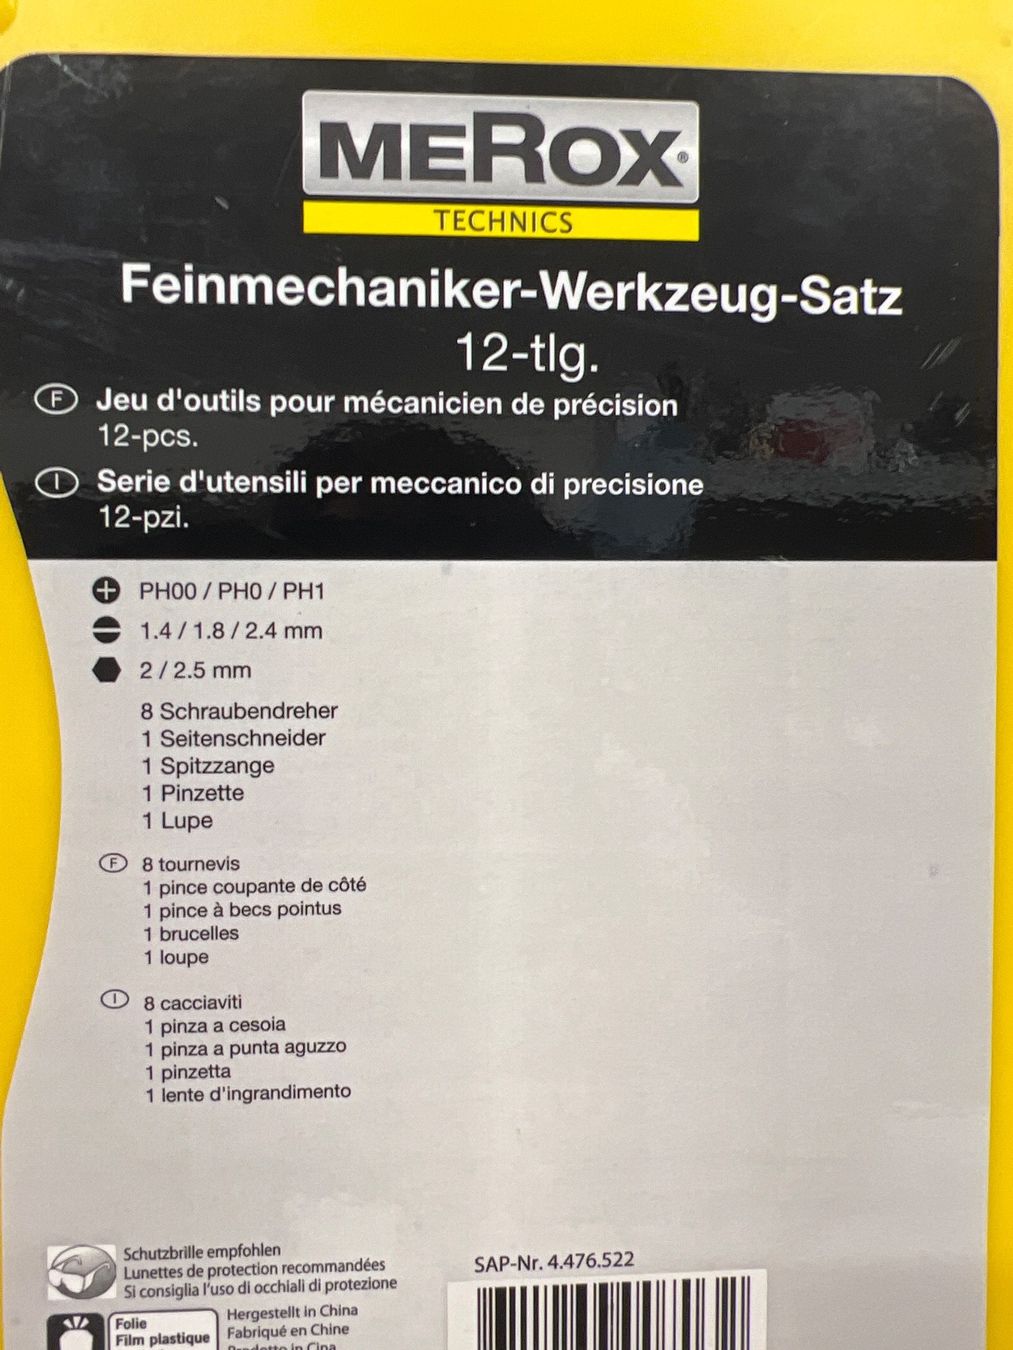 MEROX®
TECHNICS
Feinmechaniker-Werkzeug-Satz
12-tlg.
F Jeu d'outils pour mécanicien de précision
12-pcs.
I Serie d'utensili per meccanico di precisione
12-pzi.
PH00 / PH0 / PH1
1.4 / 1.8 / 2.4 mm
2 / 2.5 mm
8 Schraubendreher
1 Seitenschneider
1 Spitzzange
1 Pinzette
1 Lupe
F 8 tournevis
1 pince coupante de côté
1 pince à becs pointus
1 brucelles
1 loupe
I 8 cacciaviti
1 pinza a cesoia
1 pinza a punta aguzzo
1 pinzetta
1 lente d'ingrandimento
Schutzbrille empfohlen
Lunettes de protection recommandées
Si consiglia l'uso di occhiali di protezione
Folie
Film plastique
Hergestellt in China
Fabriqué en Chine
SAP-Nr. 4.476.522